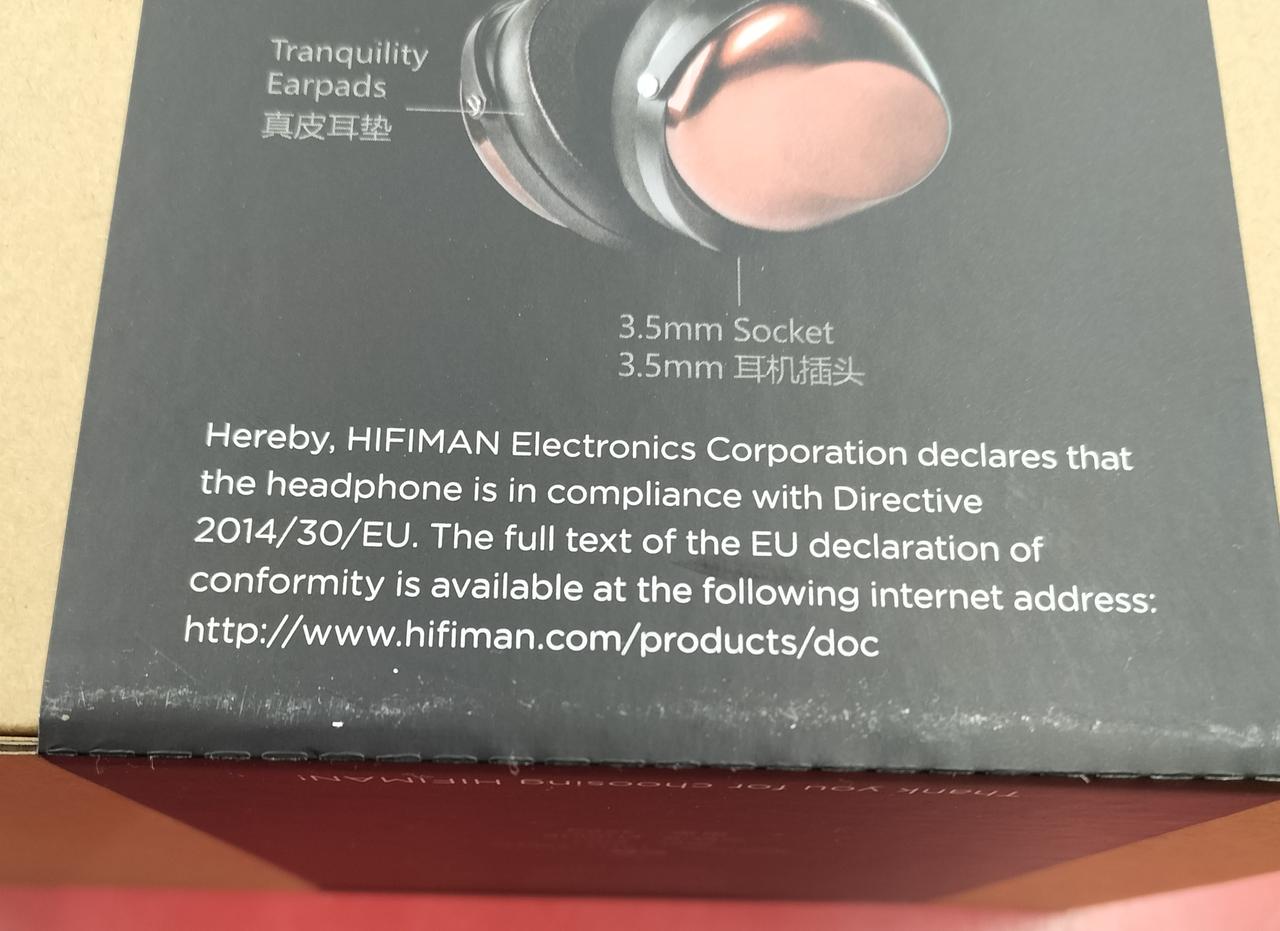 Tranquility
Earpads
真皮耳垫
3.5mm Socket
3.5mm 耳机插头
Hereby, HIFIMAN Electronics Corporation declares that
the headphone is in compliance with Directive
2014/30/EU. The full text of the EU declaration of
conformity is available at the following internet address:
http://www.hifiman.com/products/doc
Thank you for choosing HIFIMAN!